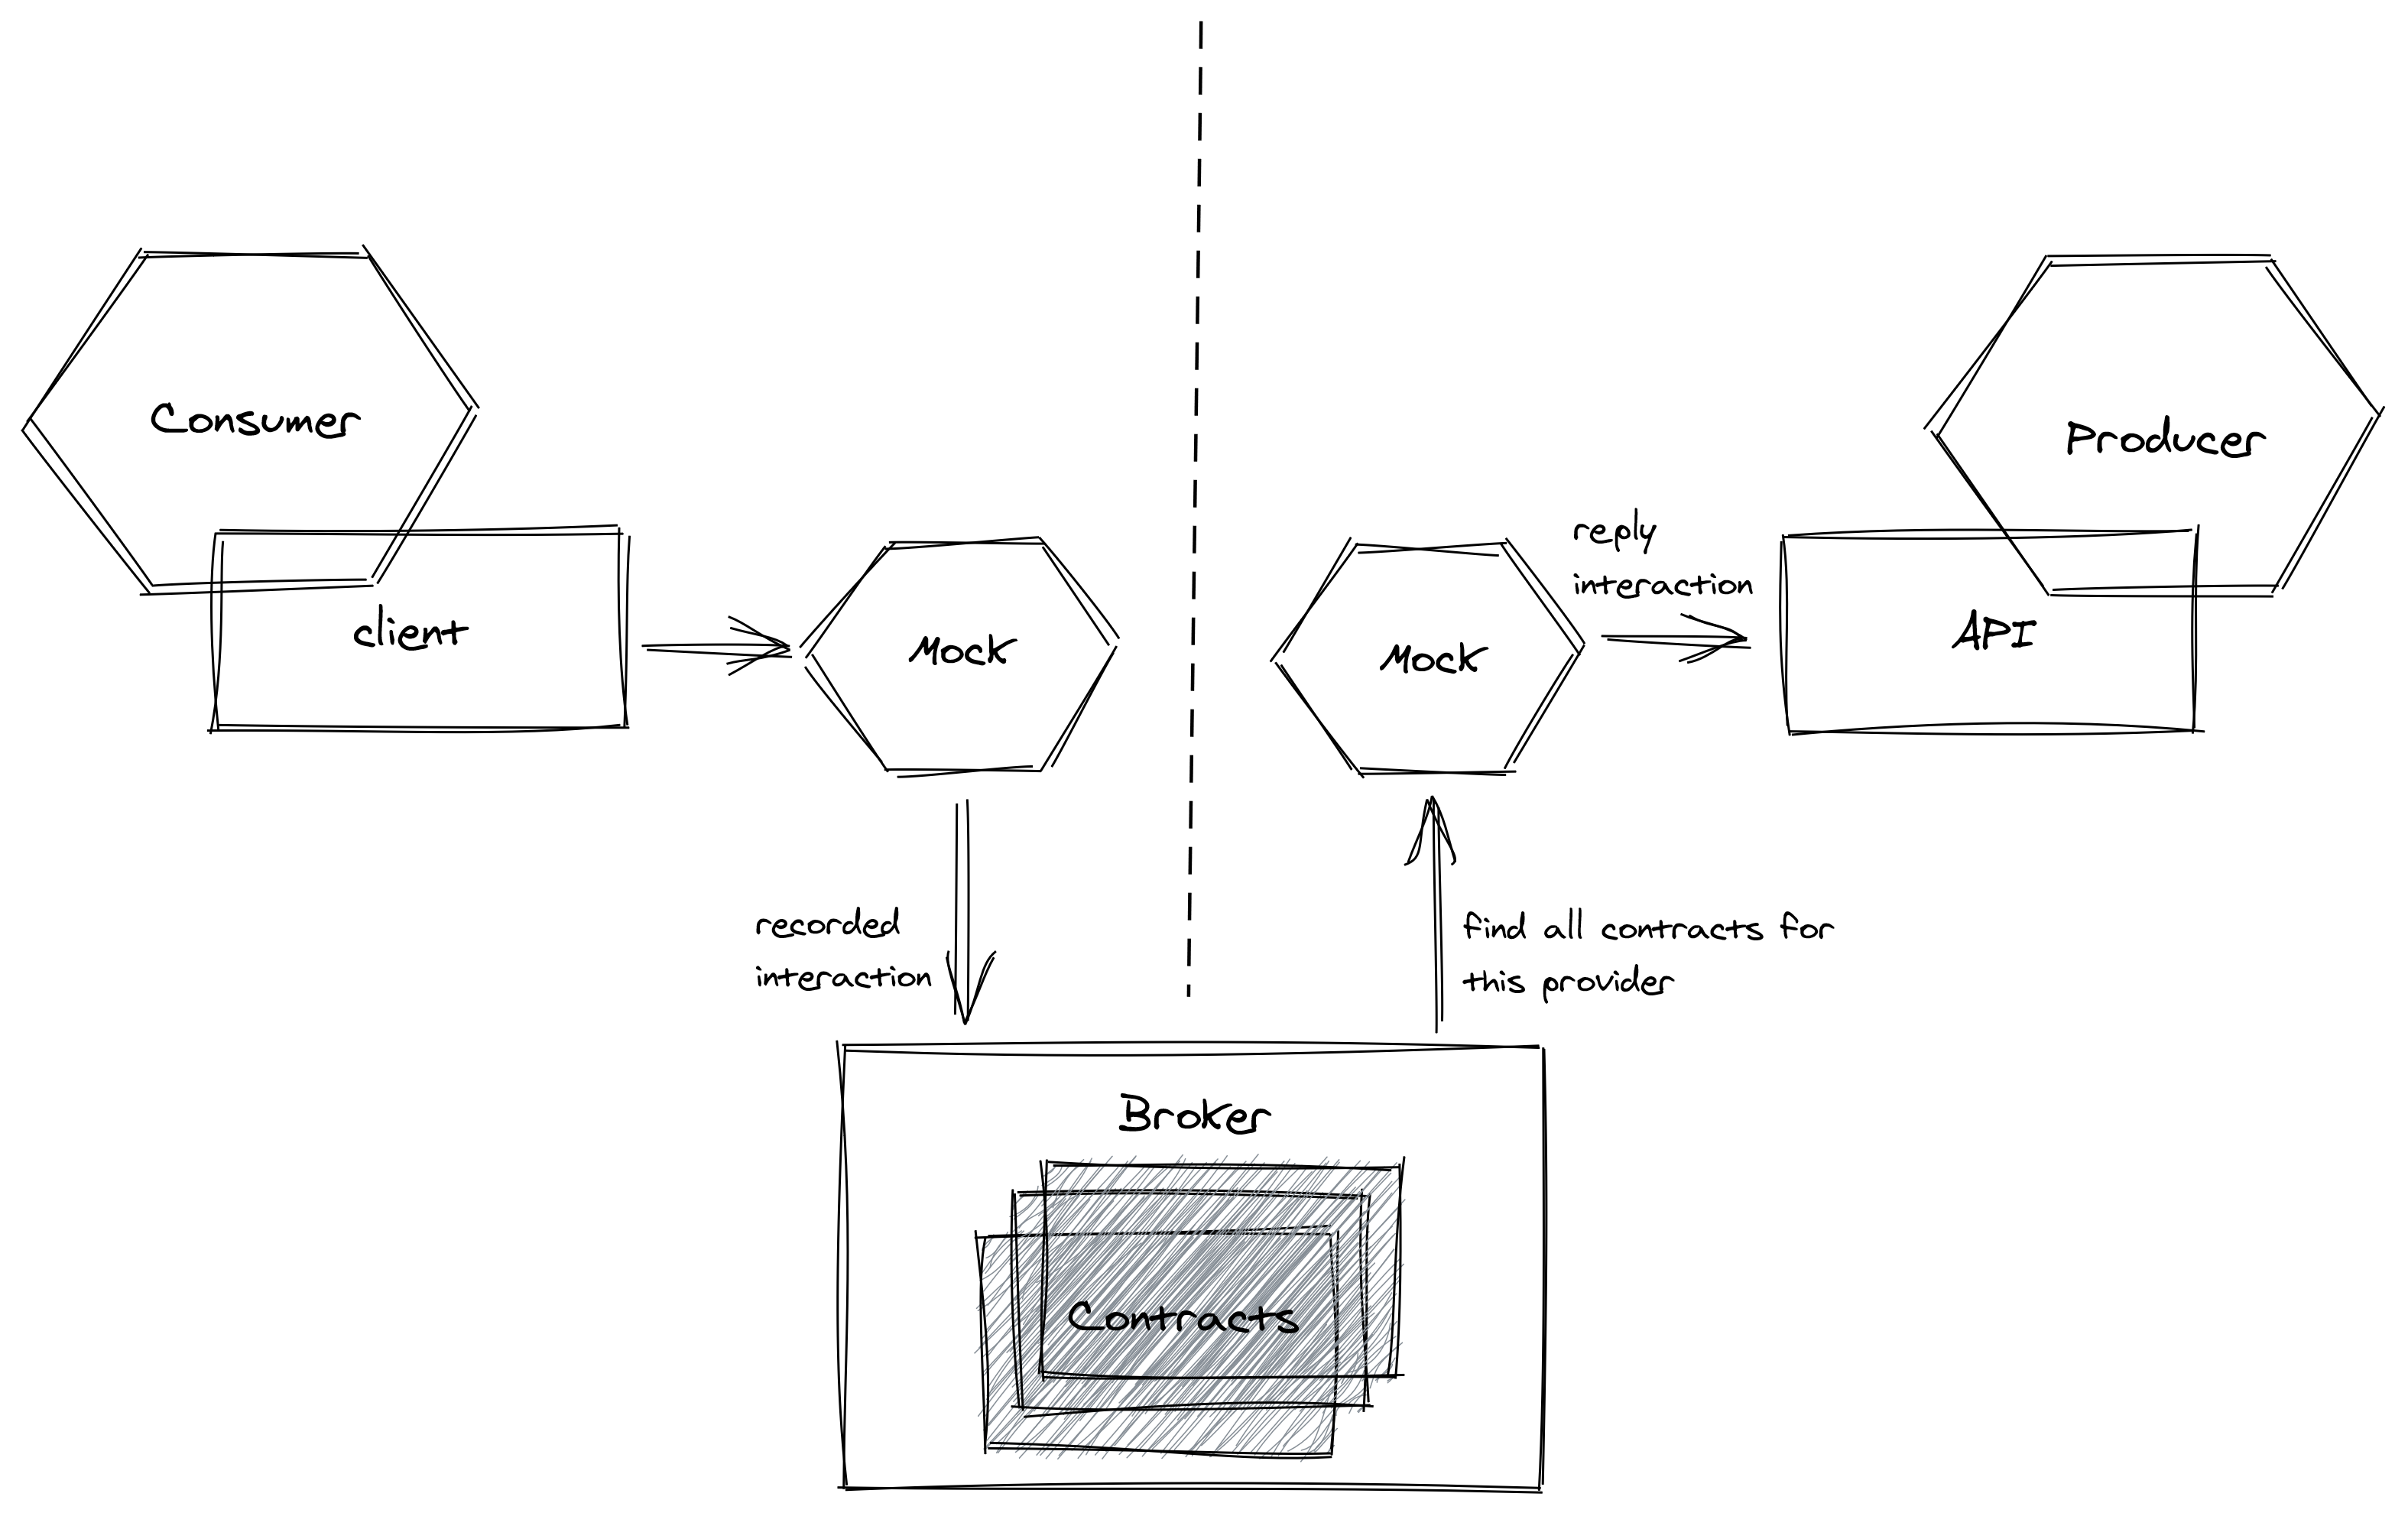 Consumer
client
Mock
recorded
interaction
Mock
reply
interaction
Producer
API
find all contracts for
this provider
Broker
Contracts